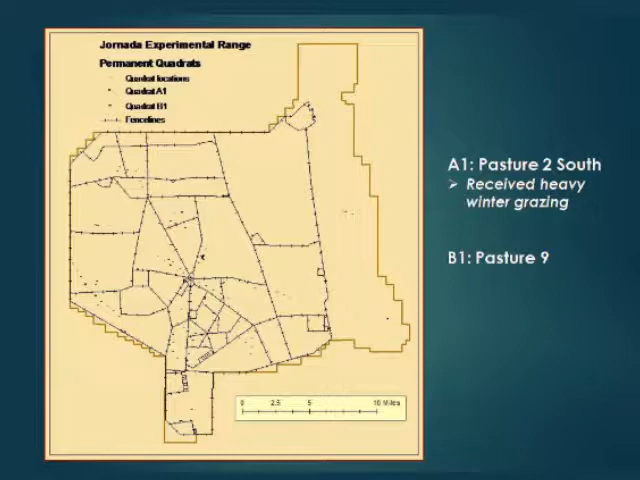 Jornada Experimental Range
Permanent Quadrats
Quadrat locations
Quadrat A1
Quadrat B1
Fencelines
A1: Pasture 2 South
➢ Received heavy
winter grazing
B1: Pasture 9
0 2.5 5 10 Miles